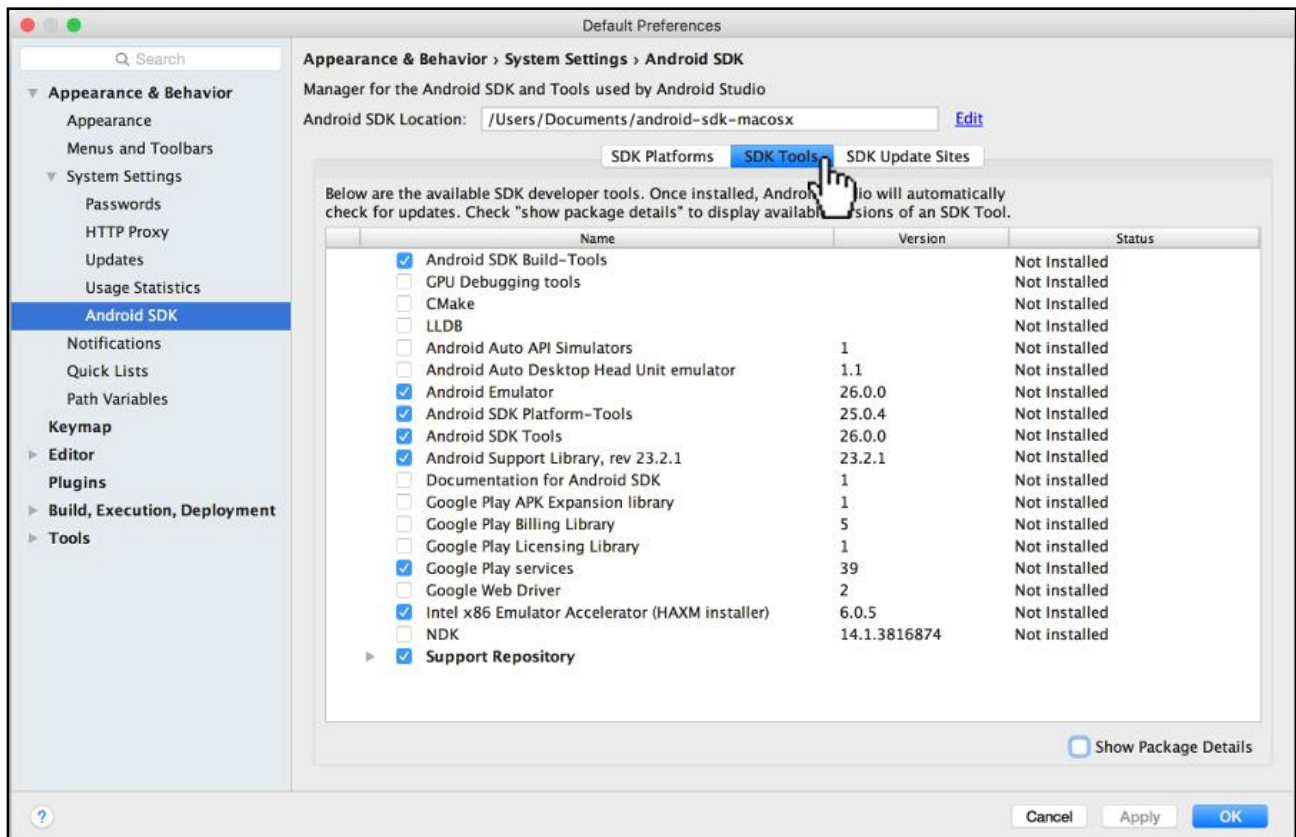 Default Preferences
Search
Appearance & Behavior
Appearance
Menus and Toolbars
System Settings
Passwords
HTTP Proxy
Updates
Usage Statistics
Android SDK
Notifications
Quick Lists
Path Variables
Keymap
Editor
Plugins
Build, Execution, Deployment
Tools
Appearance & Behavior › System Settings › Android SDK
Manager for the Android SDK and Tools used by Android Studio
Android SDK Location: /Users/Documents/android-sdk-macosx Edit
SDK Platforms SDK Tools SDK Update Sites
Below are the available SDK developer tools. Once installed, Android will automatically
check for updates. Check "show package details" to display available versions of an SDK Tool.
Name Version Status
Android SDK Build-Tools Not Installed
GPU Debugging tools Not Installed
CMake Not Installed
LLDB Not Installed
Android Auto API Simulators 1 Not installed
Android Auto Desktop Head Unit emulator 1.1 Not installed
Android Emulator 26.0.0 Not installed
Android SDK Platform-Tools 25.0.4 Not installed
Android SDK Tools 26.0.0 Not installed
Android Support Library, rev 23.2.1 23.2.1 Not installed
Documentation for Android SDK 1 Not installed
Google Play APK Expansion library 1 Not installed
Google Play Billing Library 5 Not installed
Google Play Licensing Library 1 Not installed
Google Play services 39 Not installed
Google Web Driver 2 Not installed
Intel x86 Emulator Accelerator (HAXM installer) 6.0.5 Not installed
NDK 14.1.3816874 Not installed
Support Repository
Show Package Details
?
Cancel Apply OK